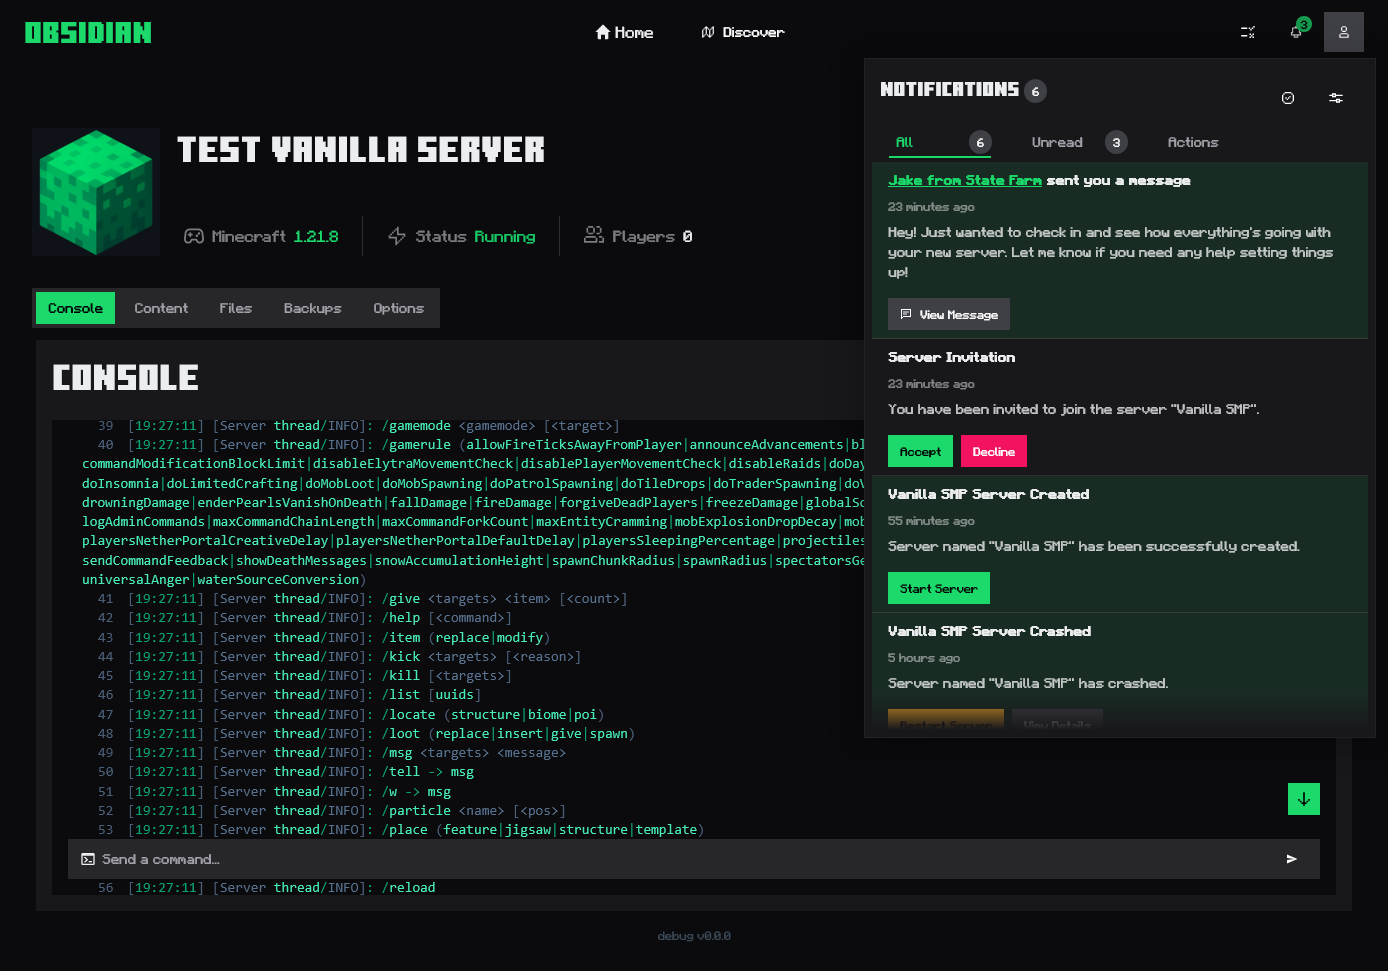 OBSIDIAN
Home
Discover
3
NOTIFICATIONS 6
All 6
Unread 3
Actions
Jake from State Farm sent you a message
23 minutes ago
Hey! Just wanted to check in and see how everything's going with
your new server. Let me know if you need any help setting things
up!
View Message
Server Invitation
23 minutes ago
You have been invited to join the server "Vanilla SMP".
Accept
Decline
Vanilla SMP Server Created
55 minutes ago
Server named "Vanilla SMP" has been successfully created.
Start Server
Vanilla SMP Server Crashed
5 hours ago
Server named "Vanilla SMP" has crashed.
Restart Server
View Details
TEST VANILLA SERVER
Minecraft 1.21.8
Status Running
Players 0
Console
Content
Files
Backups
Options
CONSOLE
39 [19:27:11] [Server thread/INFO]: /gamemode <gamemode> [<target>]
40 [19:27:11] [Server thread/INFO]: /gamerule (allowFireTicksAwayFromPlayer|announceAdvancements|bl
commandModificationBlockLimit|disableElytraMovementCheck|disablePlayerMovementCheck|disableRaids|doDay
doInsomnia|doLimitedCrafting|doMobLoot|doMobSpawning|doPatrolSpawning|doTileDrops|doTraderSpawning|doV
drowningDamage|enderPearlsVanishOnDeath|fallDamage|fireDamage|forgiveDeadPlayers|freezeDamage|globalSo
logAdminCommands|maxCommandChainLength|maxCommandForkCount|maxEntityCramming|mobExplosionDropDecay|mob
playersNetherPortalCreativeDelay|playersNetherPortalDefaultDelay|playersSleepingPercentage|projectiles
sendCommandFeedback|showDeathMessages|snowAccumulationHeight|spawnChunkRadius|spawnRadius|spectatorsGe
universalAnger|waterSourceConversion)
41 [19:27:11] [Server thread/INFO]: /give <targets> <item> [<count>]
42 [19:27:11] [Server thread/INFO]: /help [<command>]
43 [19:27:11] [Server thread/INFO]: /item (replace|modify)
44 [19:27:11] [Server thread/INFO]: /kick <targets> [<reason>]
45 [19:27:11] [Server thread/INFO]: /kill [<targets>]
46 [19:27:11] [Server thread/INFO]: /list [uuids]
47 [19:27:11] [Server thread/INFO]: /locate (structure|biome|poi)
48 [19:27:11] [Server thread/INFO]: /loot (replace|insert|give|spawn)
49 [19:27:11] [Server thread/INFO]: /msg <targets> <message>
50 [19:27:11] [Server thread/INFO]: /tell -> msg
51 [19:27:11] [Server thread/INFO]: /w -> msg
52 [19:27:11] [Server thread/INFO]: /particle <name> [<pos>]
53 [19:27:11] [Server thread/INFO]: /place (feature|jigsaw|structure|template)
Send a command...
56 [19:27:11] [Server thread/INFO]: /reload
debug v0.0.0